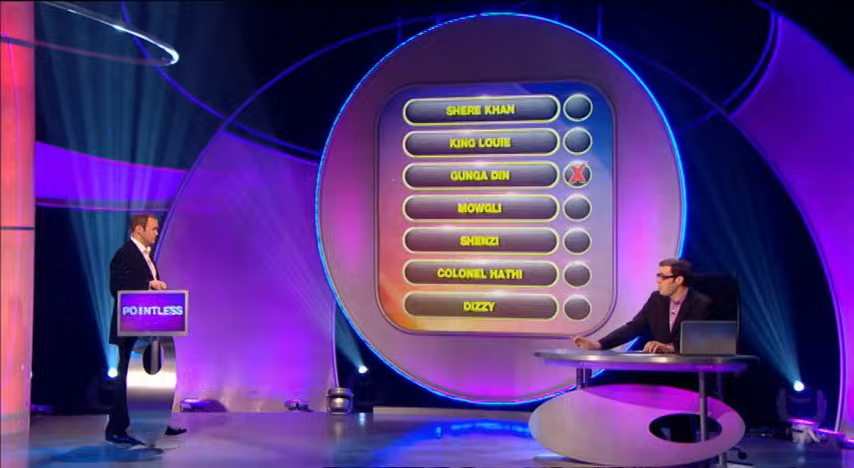 SHERE KHAN
KING LOUIE
GUNGA DIN
X
MOWGLI
SHENZI
COLONEL HATHI
DIZZY
POINTLESS